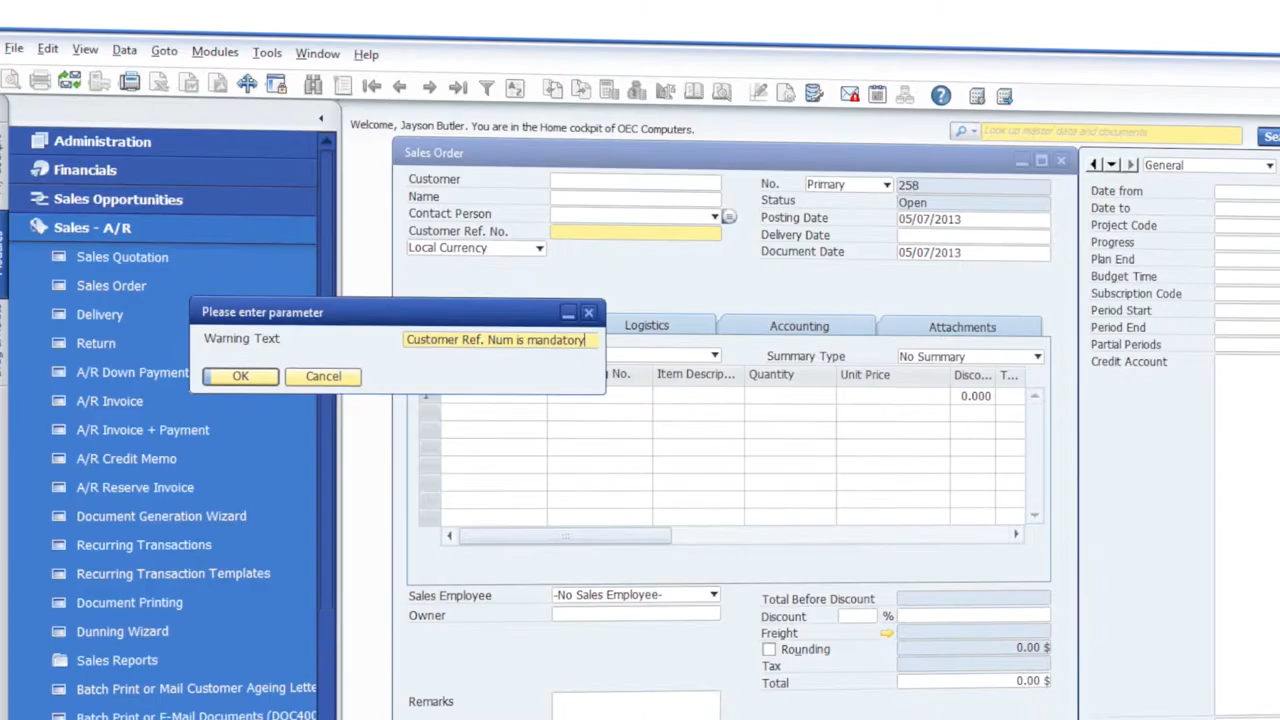 File Edit View Data Goto Modules Tools Window Help
Welcome, Jayson Butler. You are in the Home cockpit of OEC Computers.
Look up master data and documents
Administration
Financials
Sales Opportunities
Sales - A/R
Sales Quotation
Sales Order
Delivery
Return
A/R Down Payment
A/R Invoice
A/R Invoice + Payment
A/R Credit Memo
A/R Reserve Invoice
Document Generation Wizard
Recurring Transactions
Recurring Transaction Templates
Document Printing
Dunning Wizard
Sales Reports
Batch Print or Mail Customer Ageing Lette
Sales Order
Customer
Name
Contact Person
Customer Ref. No.
Local Currency
No. Primary 258
Status Open
Posting Date 05/07/2013
Delivery Date
Document Date 05/07/2013
Please enter parameter
Warning Text Customer Ref. Num is mandatory
OK Cancel
Logistics Accounting Attachments
Summary Type No Summary
No. Item Descrip... Quantity Unit Price Disco... T...
1 0.000
Sales Employee -No Sales Employee-
Owner
Total Before Discount
Discount %
Freight
Rounding 0.00 $
Tax
Total 0.00 $
Remarks
General
Date from
Date to
Project Code
Progress
Plan End
Budget Time
Subscription Code
Period Start
Period End
Partial Periods
Credit Account